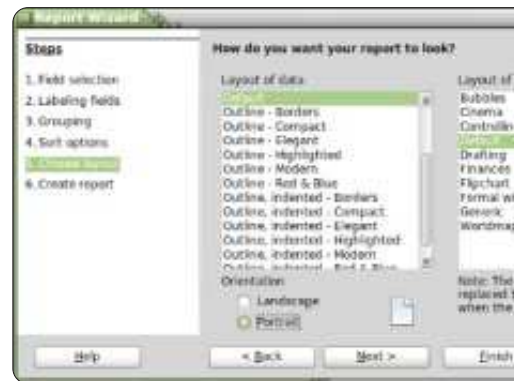 Report Wizard
Steps
1. Field selection
2. Labeling fields
3. Grouping
4. Sort options
5. Choose layout
6. Create report
How do you want your report to look?
Layout of data
Default
Outline - Borders
Outline - Compact
Outline - Elegant
Outline - Highlighted
Outline - Modern
Outline - Red & Blue
Outline, indented - Borders
Outline, indented - Compact
Outline, indented - Elegant
Outline, indented - Highlighted
Outline, indented - Modern
Outline, indented - Red & Blue
Layout of
Bubbles
Cinema
Controllin
Default
Drafting
Finances
Flipchart
Formal wi
Generic
Worldmap
Orientation
Landscape
Portrait
Note: The
replaced
when the
Help
< Back
Next >
Finish